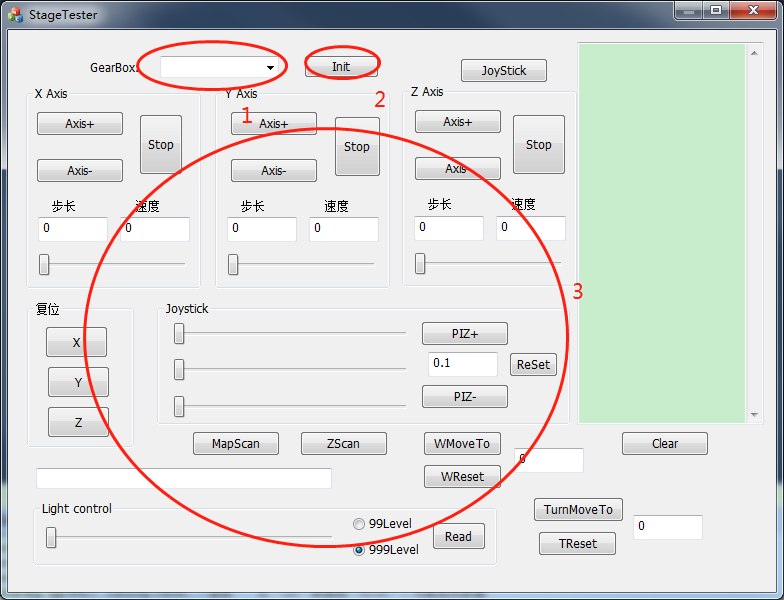 StageTester
GearBox:
Init
JoyStick
X Axis
Y Axis
Z Axis
1
2
Axis+
Stop
Axis-
Axis+
Stop
Axis-
Axis+
Stop
Axis-
步长
速度
步长
速度
步长
速度
0
0
0
0
0
0
3
复位
X
Y
Z
Joystick
PIZ+
0.1
ReSet
PIZ-
MapScan
ZScan
WMoveTo
WReset
0
Clear
Light control
99Level
999Level
Read
TurnMoveTo
TReset
0